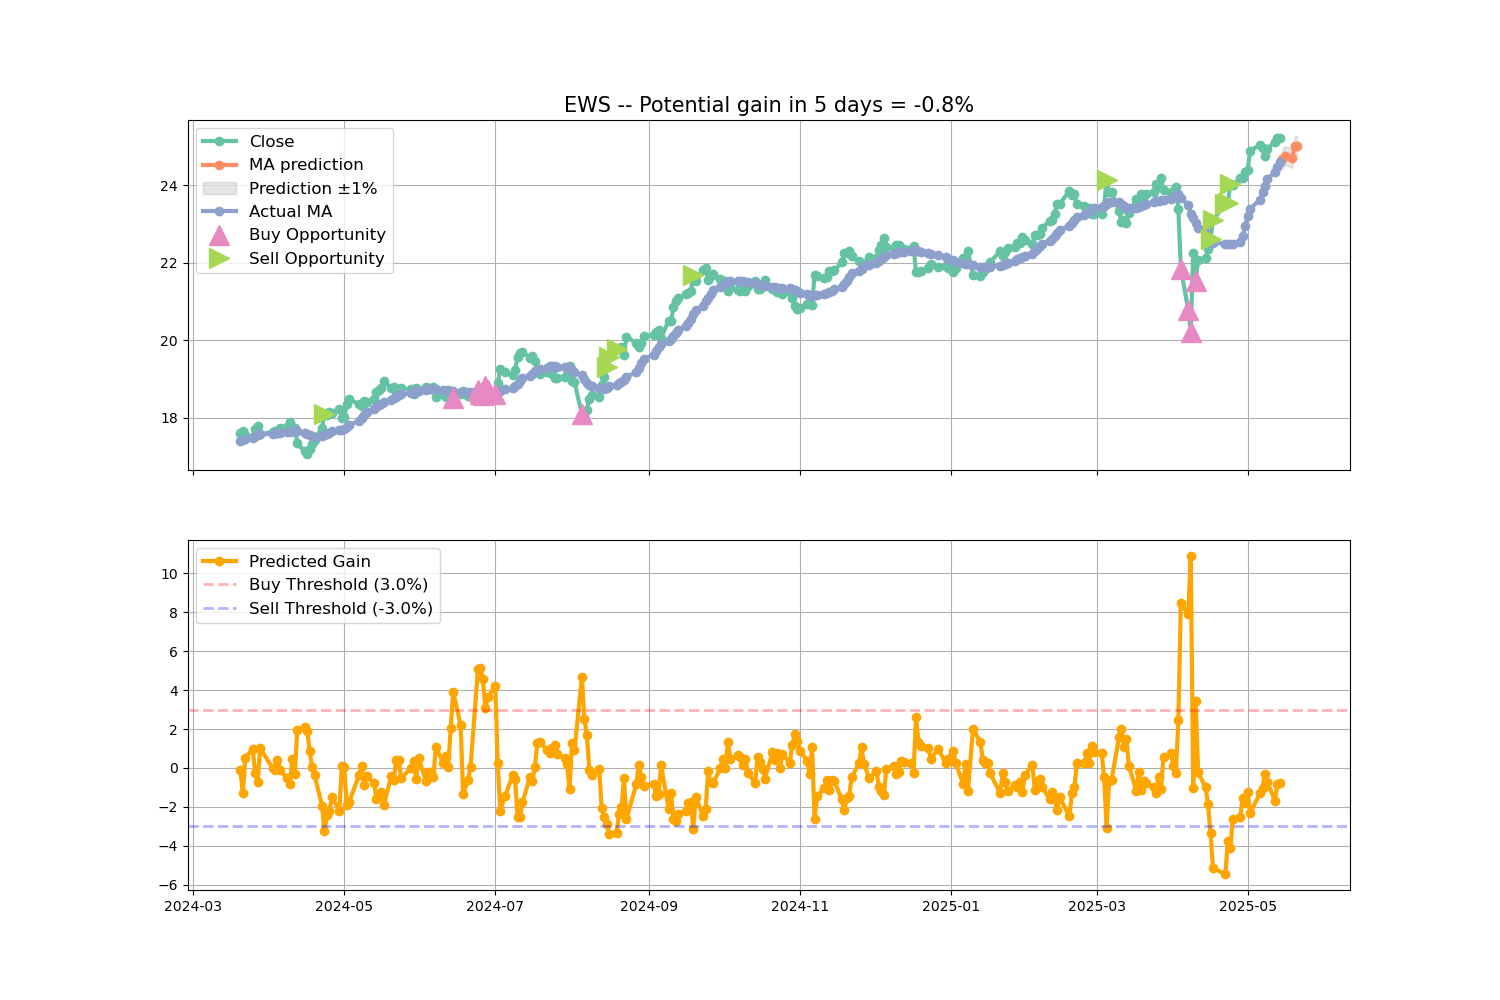 EWS -- Potential gain in 5 days = -0.8%
Close
MA prediction
Prediction ±1%
Actual MA
Buy Opportunity
Sell Opportunity
24
22
20
18
Predicted Gain
Buy Threshold (3.0%)
Sell Threshold (-3.0%)
10
8
6
4
2
0
−2
−4
−6
2024-03 2024-05 2024-07 2024-09 2024-11 2025-01 2025-03 2025-05